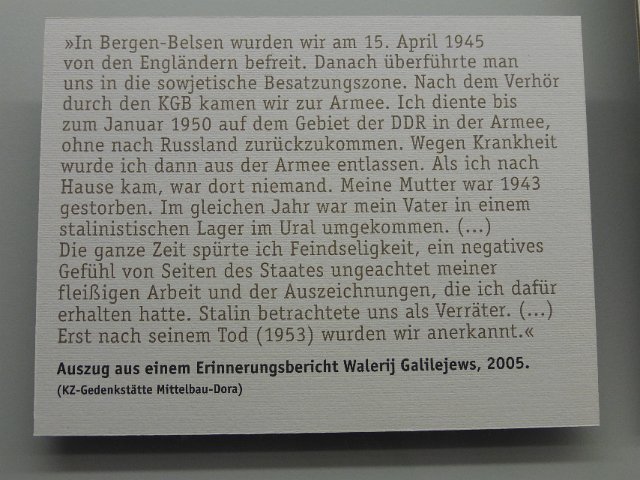 »In Bergen-Belsen wurden wir am 15. April 1945
von den Engländern befreit. Danach überführte man
uns in die sowjetische Besatzungszone. Nach dem Verhör
durch den KGB kamen wir zur Armee. Ich diente bis
zum Januar 1950 auf dem Gebiet der DDR in der Armee,
ohne nach Russland zurückzukommen. Wegen Krankheit
wurde ich dann aus der Armee entlassen. Als ich nach
Hause kam, war dort niemand. Meine Mutter war 1943
gestorben. Im gleichen Jahr war mein Vater in einem
stalinistischen Lager im Ural umgekommen. (...)
Die ganze Zeit spürte ich Feindseligkeit, ein negatives
Gefühl von Seiten des Staates ungeachtet meiner
fleißigen Arbeit und der Auszeichnungen, die ich dafür
erhalten hatte. Stalin betrachtete uns als Verräter. (...)
Erst nach seinem Tod (1953) wurden wir anerkannt.«
Auszug aus einem Erinnerungsbericht Walerij Galilejews, 2005.
(KZ-Gedenkstätte Mittelbau-Dora)